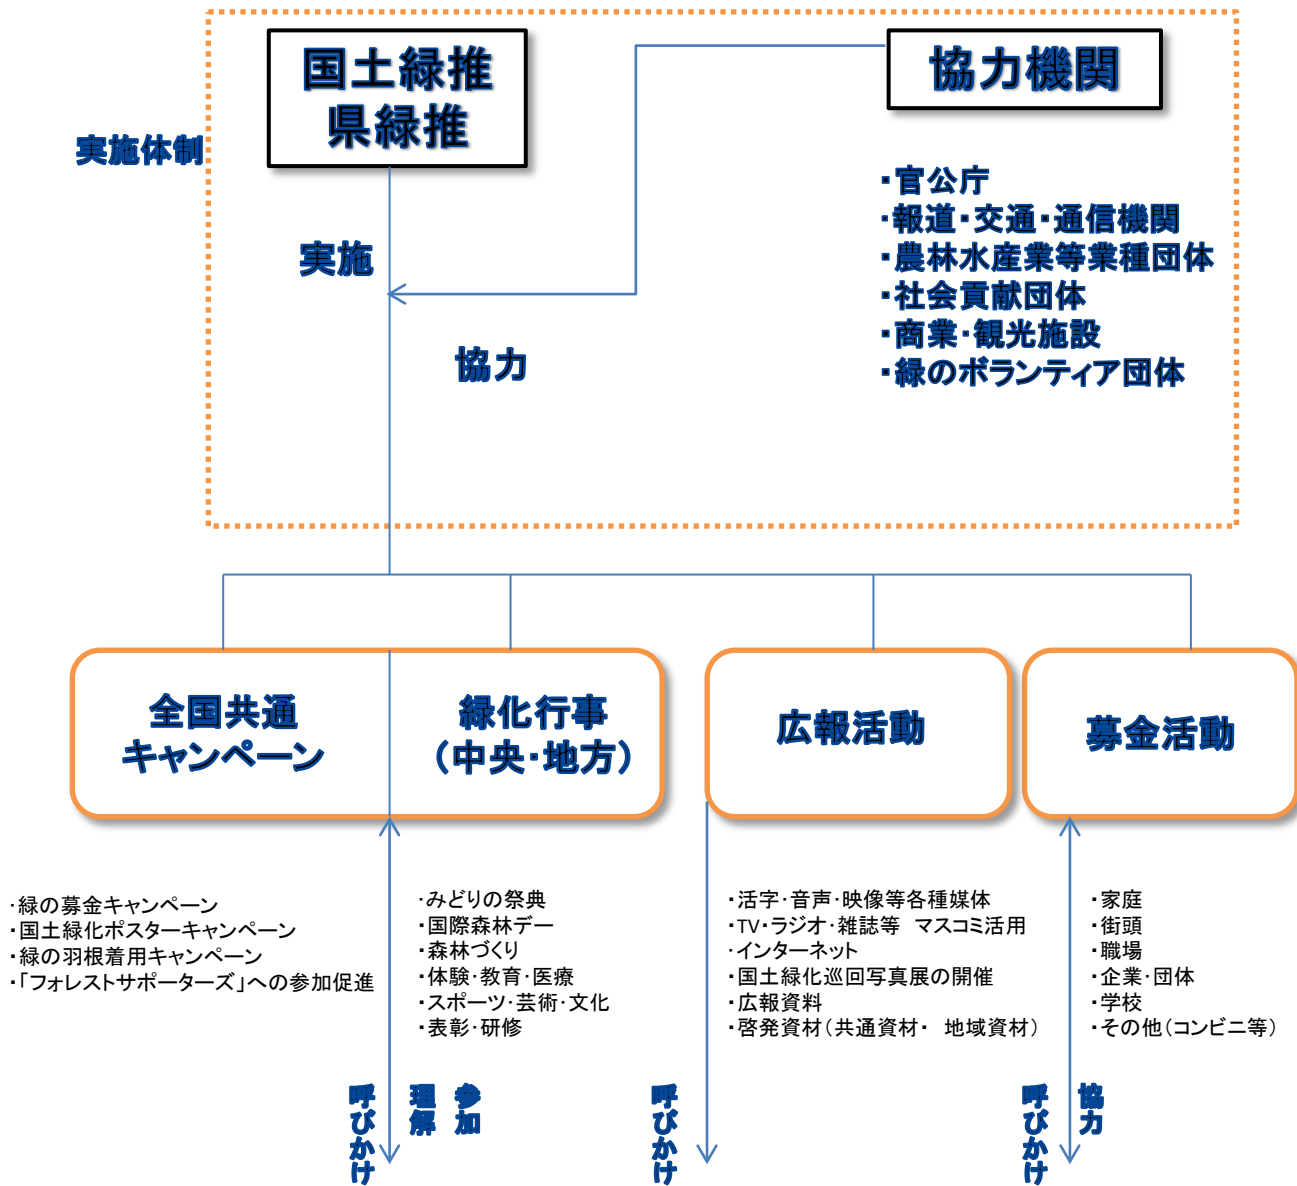 国土緑推
県緑推
協力機関
実施体制
・官公庁
・報道・交通・通信機関
・農林水産業等業種団体
・社会貢献団体
・商業・観光施設
・緑のボランティア団体
実施
協力
全国共通
キャンペーン
緑化行事
（中央・地方）
広報活動
募金活動
・緑の募金キャンペーン
・国土緑化ポスターキャンペーン
・緑の羽根着用キャンペーン
・「フォレストサポーターズ」への参加促進
・みどりの祭典
・国際森林デー
・森林づくり
・体験・教育・医療
・スポーツ・芸術・文化
・表彰・研修
・活字・音声・映像等各種媒体
・TV・ラジオ・雑誌等　マスコミ活用
・インターネット
・国土緑化巡回写真展の開催
・広報資料
・啓発資材（共通資材・　地域資材）
・家庭
・街頭
・職場
・企業・団体
・学校
・その他（コンビニ等）
呼びかけ
理解
参加
呼びかけ
呼びかけ
協力